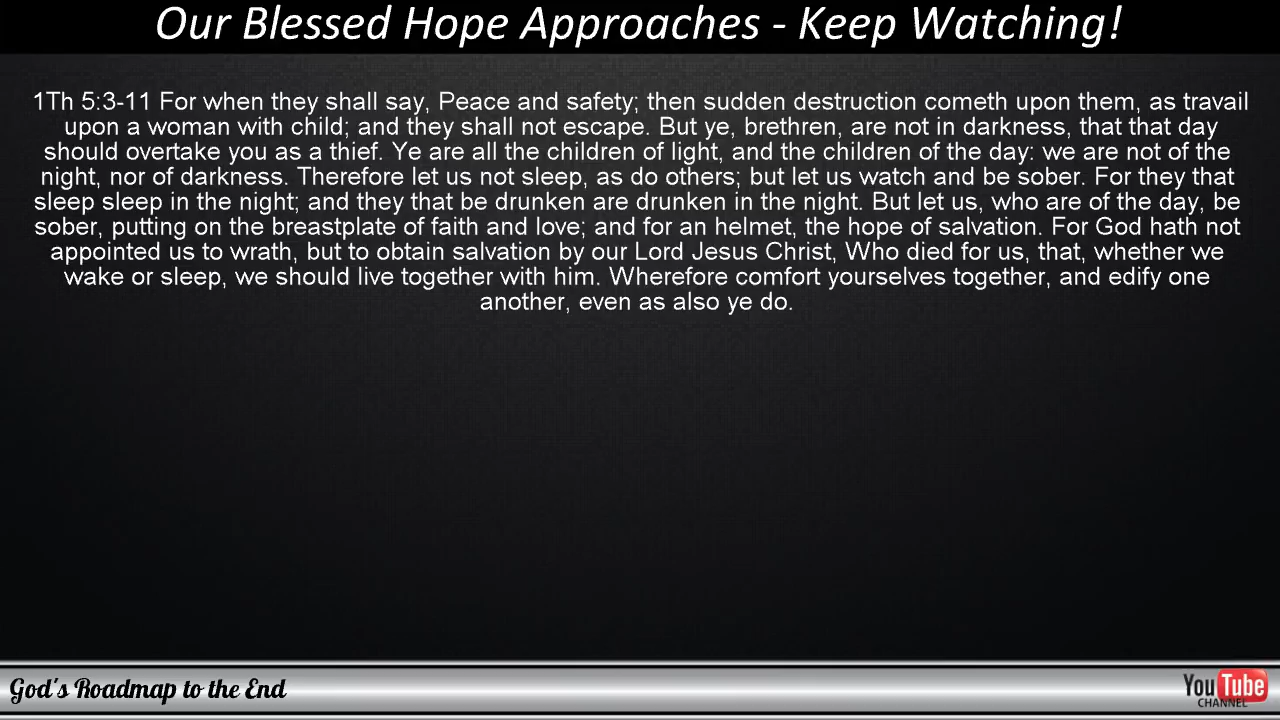 Our Blessed Hope Approaches - Keep Watching!
1Th 5:3-11 For when they shall say, Peace and safety; then sudden destruction cometh upon them, as travail
upon a woman with child; and they shall not escape. But ye, brethren, are not in darkness, that that day
should overtake you as a thief. Ye are all the children of light, and the children of the day: we are not of the
night, nor of darkness. Therefore let us not sleep, as do others; but let us watch and be sober. For they that
sleep sleep in the night; and they that be drunken are drunken in the night. But let us, who are of the day, be
sober, putting on the breastplate of faith and love; and for an helmet, the hope of salvation. For God hath not
appointed us to wrath, but to obtain salvation by our Lord Jesus Christ, Who died for us, that, whether we
wake or sleep, we should live together with him. Wherefore comfort yourselves together, and edify one
another, even as also ye do.
God's Roadmap to the End
YouTube
CHANNEL